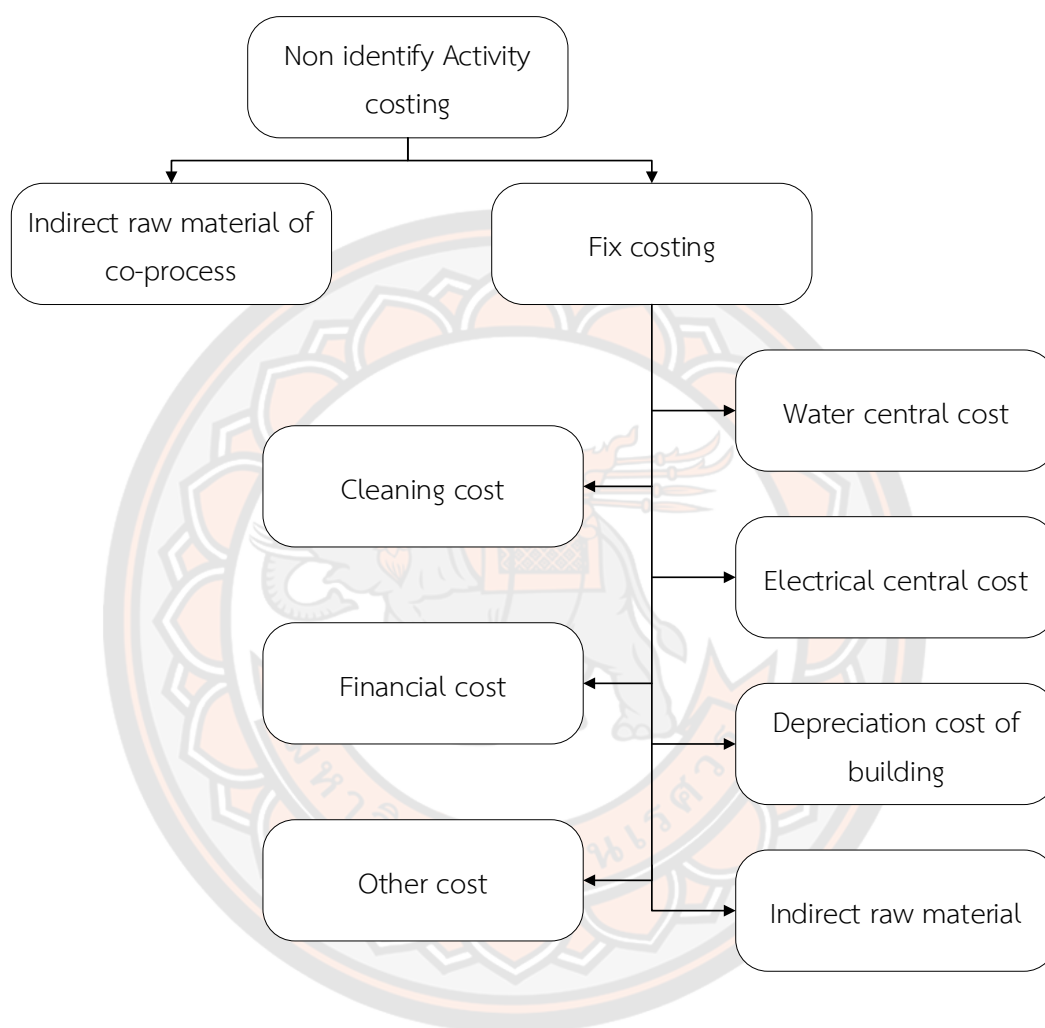 Non identify Activity
costing
Indirect raw material of
co-process
Fix costing
Water central cost
Cleaning cost
Electrical central cost
Financial cost
Depreciation cost of
building
Other cost
Indirect raw material